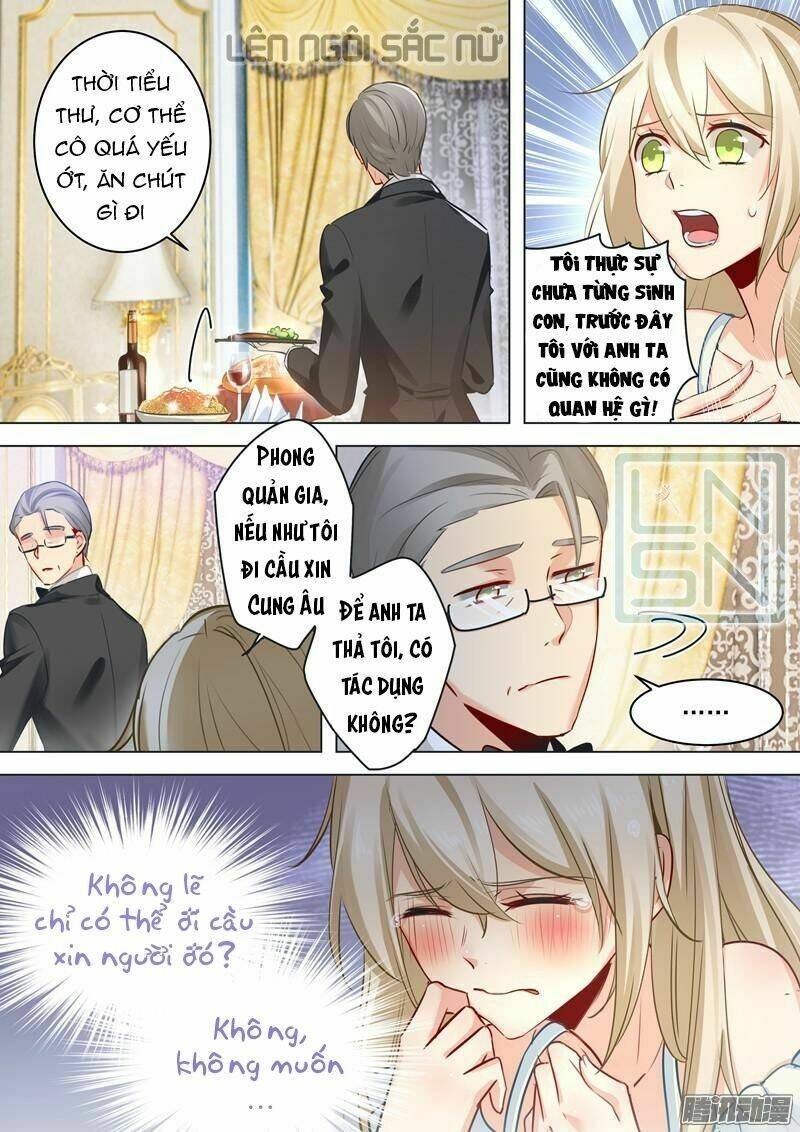 LÊN NGÔI SẮC NỮ
THỜI TIỂU
THƯ, CƠ THỂ
CÔ QUÁ YẾU
ỚT, ĂN CHÚT
GÌ ĐI
TÔI THỰC SỰ
CHƯA TỪNG SINH
CON, TRƯỚC ĐÂY
TÔI VỚI ANH TA
CŨNG KHÔNG CÓ
QUAN HỆ GÌ!
PHONG
QUẢN GIA,
NẾU NHƯ TÔI
ĐI CẦU XIN
CUNG ÂU
ĐỂ ANH TA
THẢ TÔI, CÓ
TÁC DỤNG
KHÔNG?
LN
SN
......
Không lẽ
chỉ có thể đi cầu
xin người đó?
Không,
không muốn
...
腾讯动漫